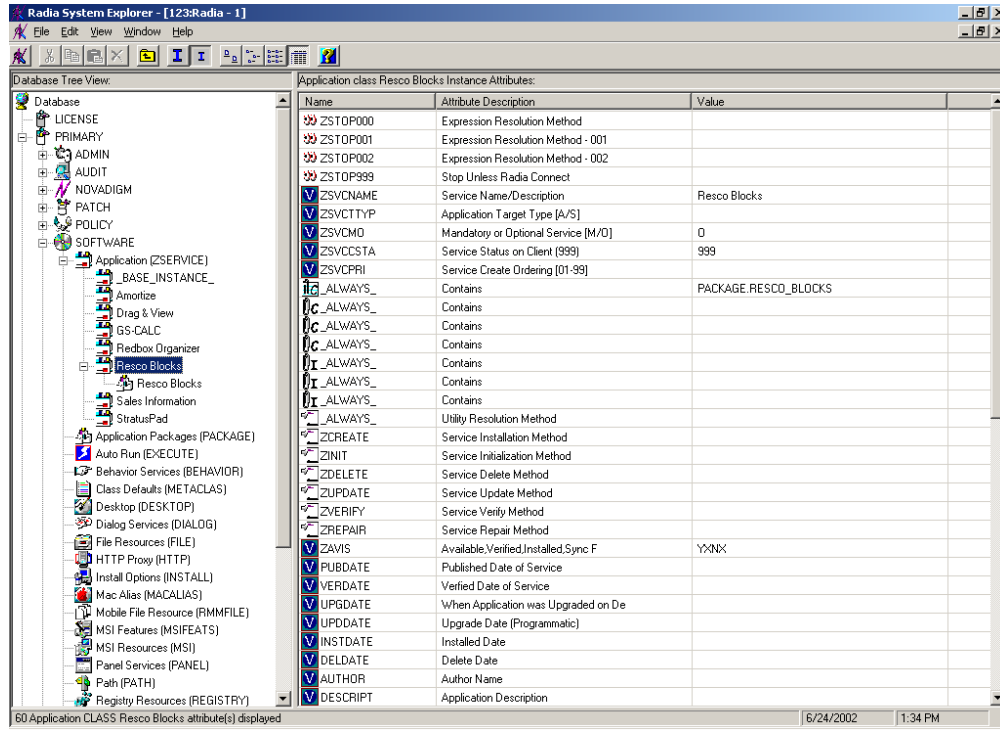 Radia System Explorer - [123:Radia - 1]
File Edit View Window Help
Database Tree View:
Application class Resco Blocks Instance Attributes:
Database
LICENSE
PRIMARY
ADMIN
AUDIT
NOVADIGM
PATCH
POLICY
SOFTWARE
Application (ZSERVICE)
_BASE_INSTANCE_
Amortize
Drag & View
GS-CALC
Redbox Organizer
Resco Blocks
Resco Blocks
Sales Information
StratusPad
Application Packages (PACKAGE)
Auto Run (EXECUTE)
Behavior Services (BEHAVIOR)
Class Defaults (METACLAS)
Desktop (DESKTOP)
Dialog Services (DIALOG)
File Resources (FILE)
HTTP Proxy (HTTP)
Install Options (INSTALL)
Mac Alias (MACALIAS)
Mobile File Resource (RMMFILE)
MSI Features (MSIFEATS)
MSI Resources (MSI)
Panel Services (PANEL)
Path (PATH)
Registry Resources (REGISTRY)
Name Attribute Description Value
ZSTOP000 Expression Resolution Method
ZSTOP001 Expression Resolution Method - 001
ZSTOP002 Expression Resolution Method - 002
ZSTOP999 Stop Unless Radia Connect
V ZSVCNAME Service Name/Description Resco Blocks
V ZSVCTTYP Application Target Type [A/S]
V ZSVCMO Mandatory or Optional Service [M/O] O
V ZSVCCSTA Service Status on Client (999) 999
V ZSVCPRI Service Create Ordering [01-99]
C _ALWAYS_ Contains PACKAGE.RESCO_BLOCKS
C _ALWAYS_ Contains
C _ALWAYS_ Contains
C _ALWAYS_ Contains
I _ALWAYS_ Contains
I _ALWAYS_ Contains
I _ALWAYS_ Contains
_ALWAYS_ Utility Resolution Method
ZCREATE Service Installation Method
ZINIT Service Initialization Method
ZDELETE Service Delete Method
ZUPDATE Service Update Method
ZVERIFY Service Verify Method
ZREPAIR Service Repair Method
V ZAVIS Available,Verified,Installed,Sync F YXNX
V PUBDATE Published Date of Service
V VERDATE Verfied Date of Service
V UPGDATE When Application was Upgraded on De
V UPDDATE Upgrade Date (Programmatic)
V INSTDATE Installed Date
V DELDATE Delete Date
V AUTHOR Author Name
V DESCRIPT Application Description
60 Application CLASS Resco Blocks attribute(s) displayed 6/24/2002 1:34 PM